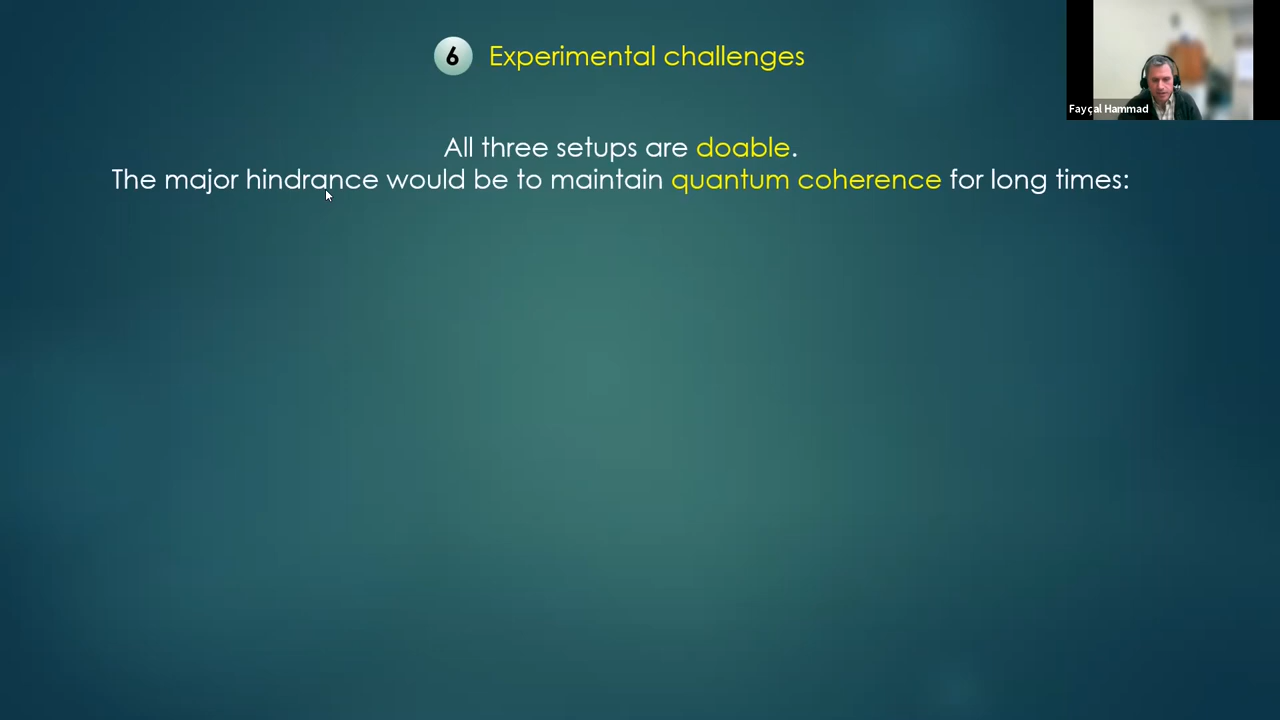 6 Experimental challenges
Fayçal Hammad
All three setups are doable.
The major hindrance would be to maintain quantum coherence for long times: